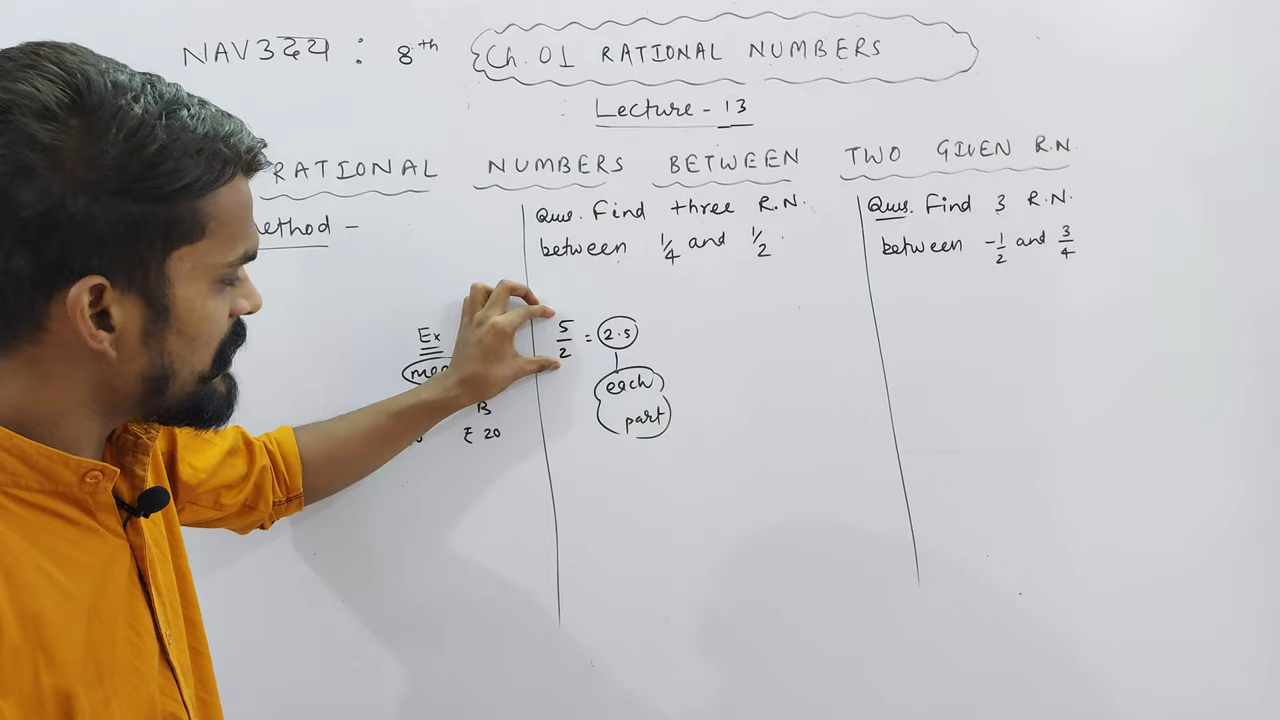 NAV3221 : 8th Ch. 01 RATIONAL NUMBERS
Lecture - 13
RATIONAL NUMBERS BETWEEN TWO GIVEN R.N.
ethod -
Ex
B
₹ 20
Ques. Find three R.N.
between 1/4 and 1/2.
5/2 = 2.5
each
part
Ques. Find 3 R.N.
between -1/2 and 3/4